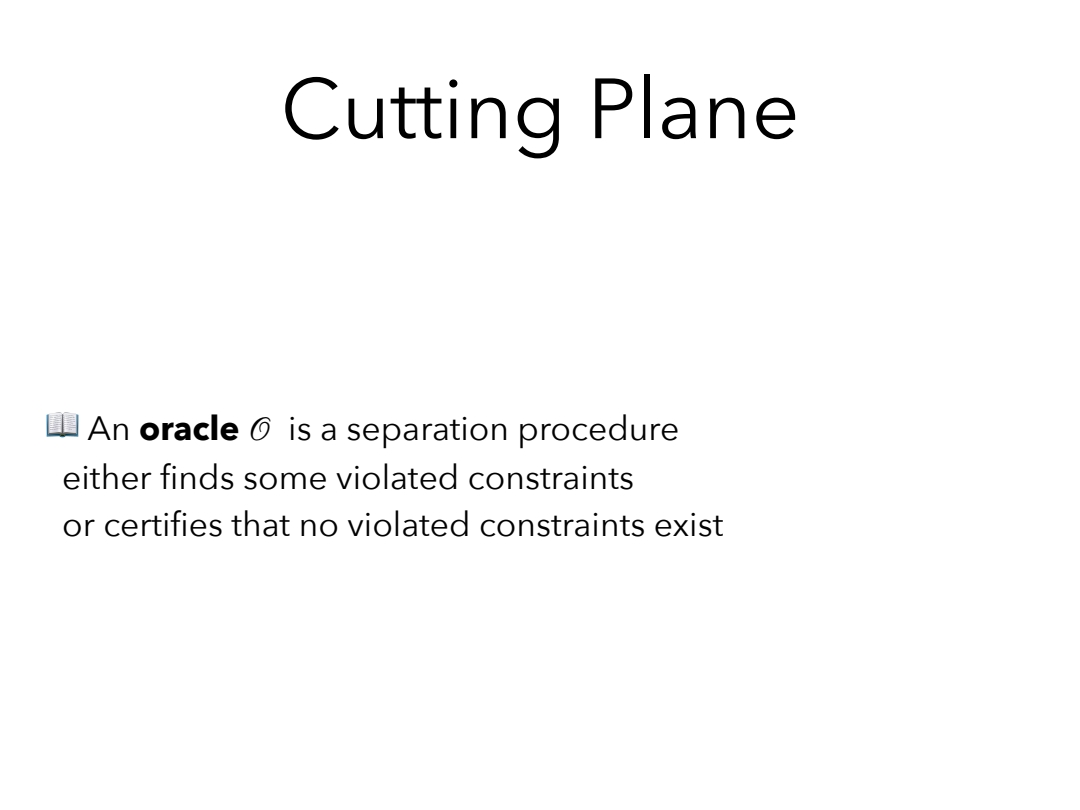 Cutting Plane
📖 An oracle 𝒪 is a separation procedure
either finds some violated constraints
or certifies that no violated constraints exist